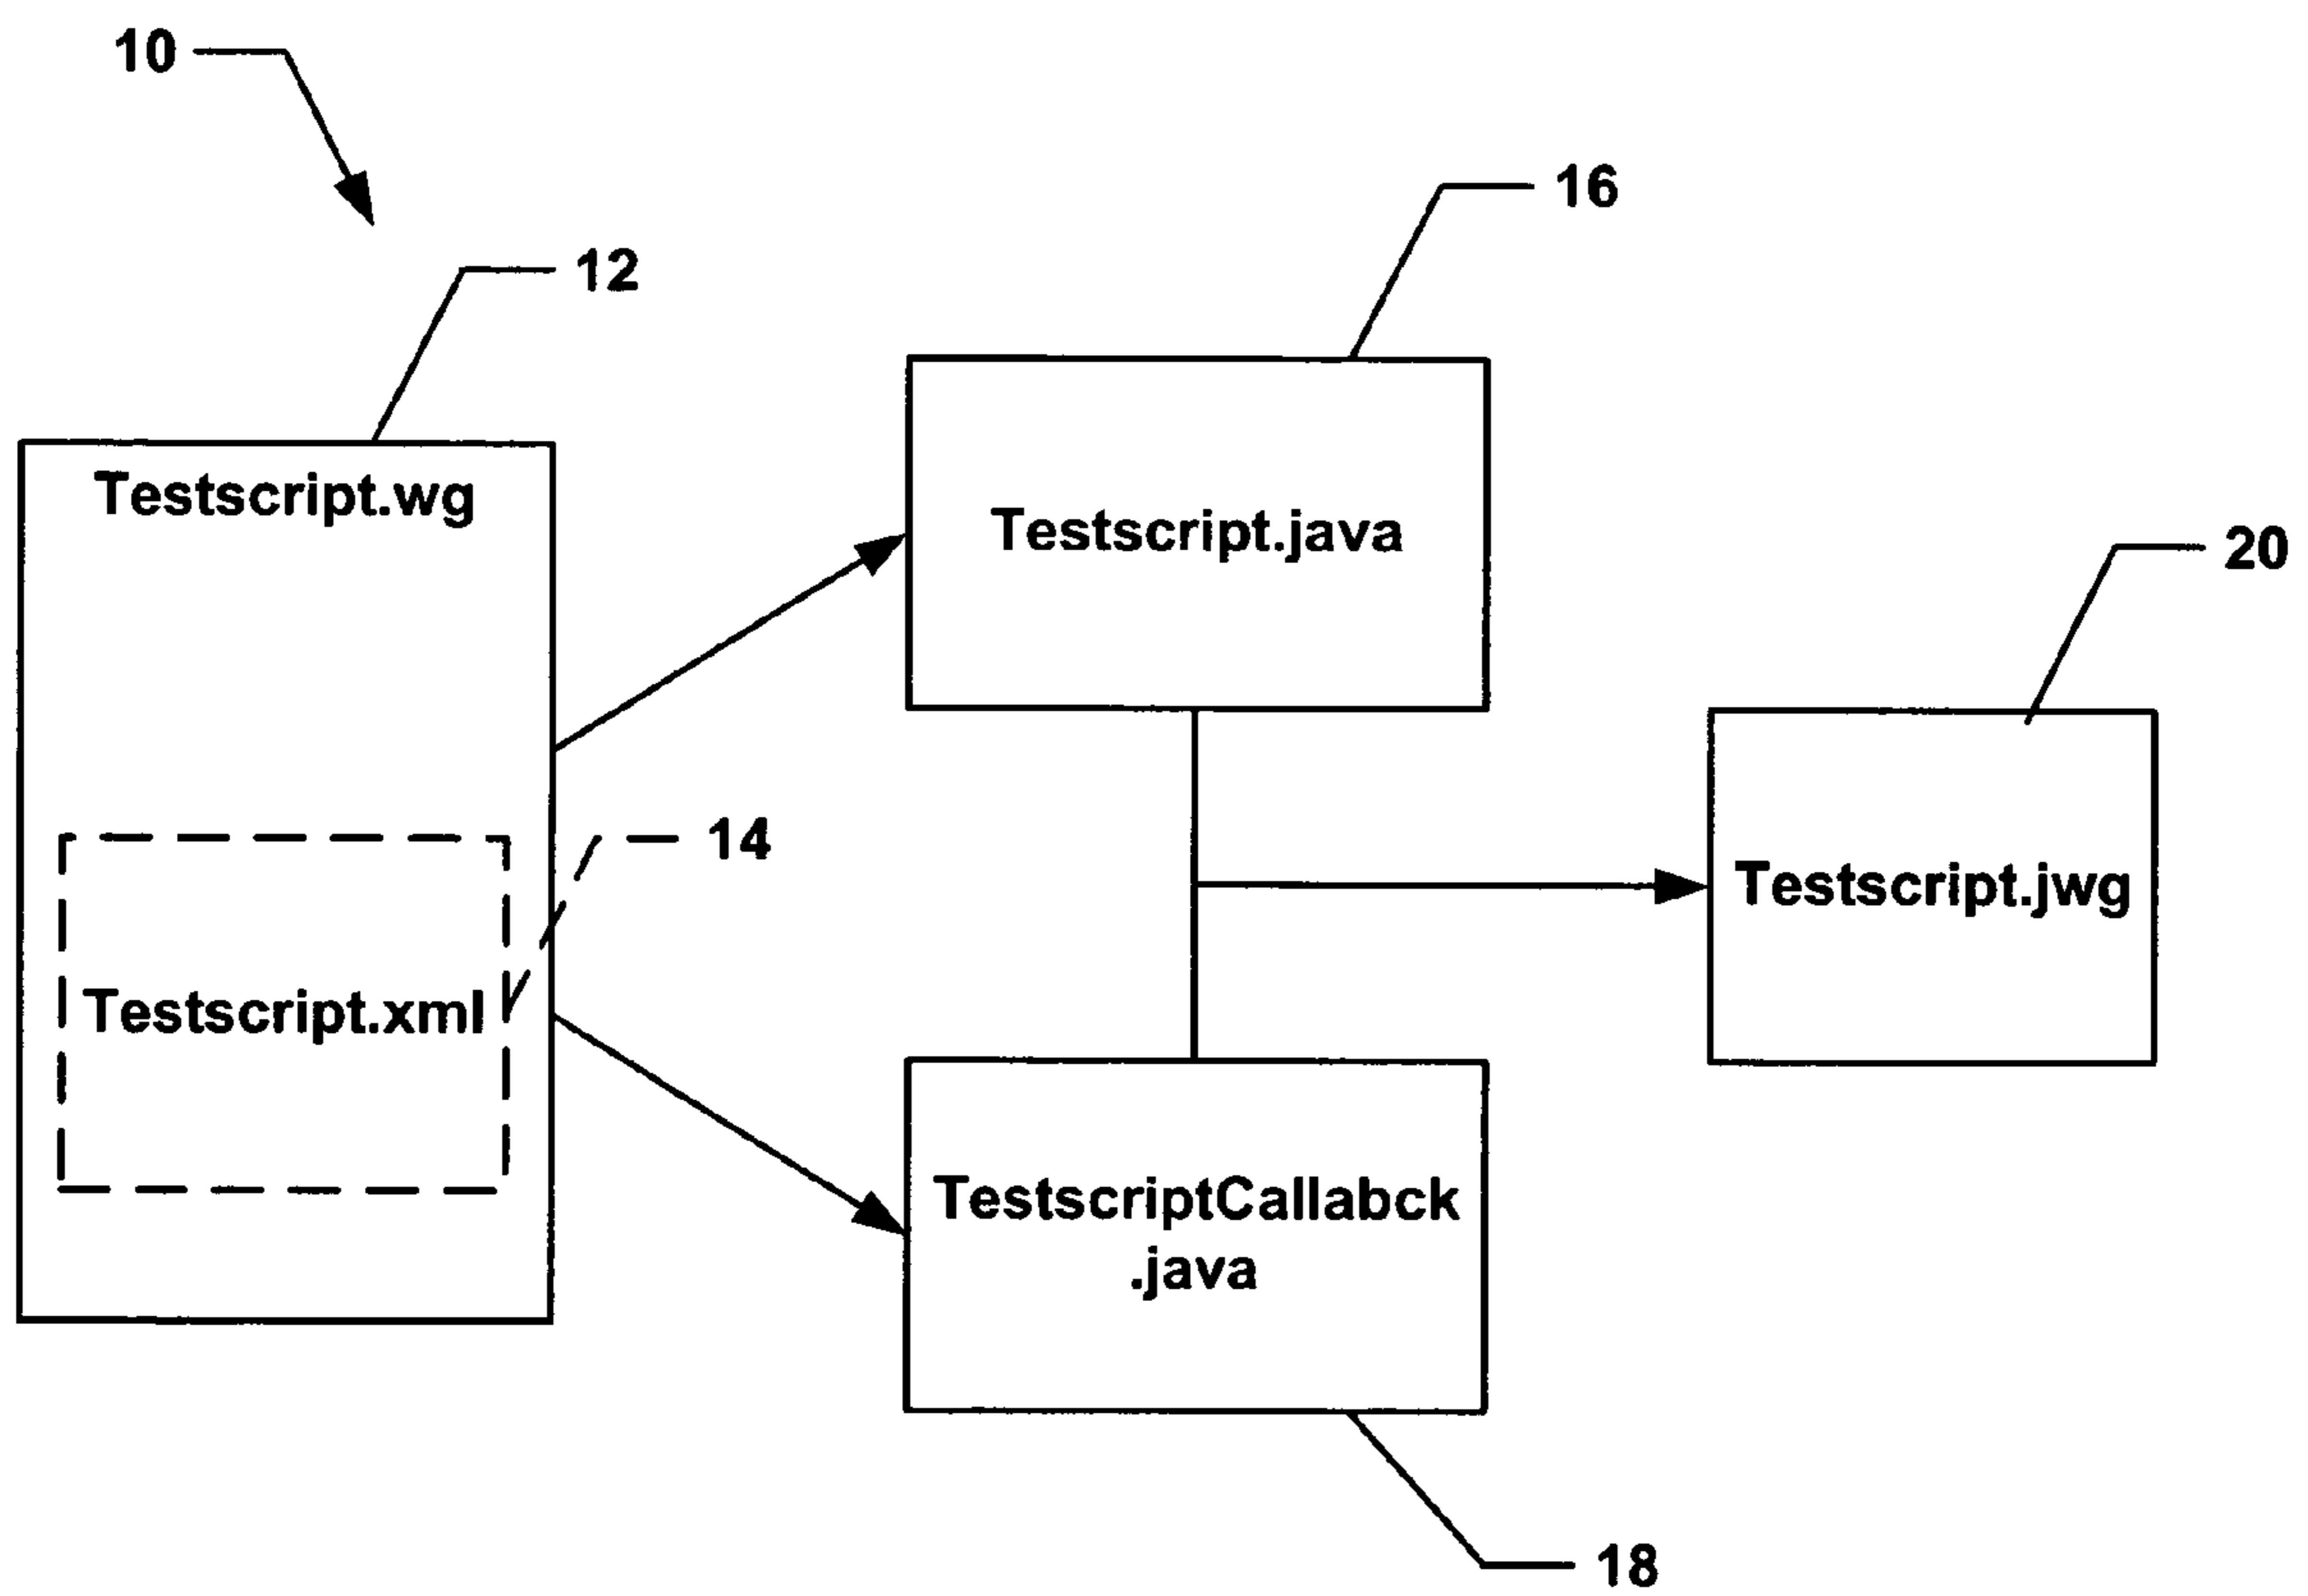 10
16
12
Testscript.wg
Testscript.java
20
14
Testscript.jwg
Testscript.xml
TestscriptCallabck
.java
18